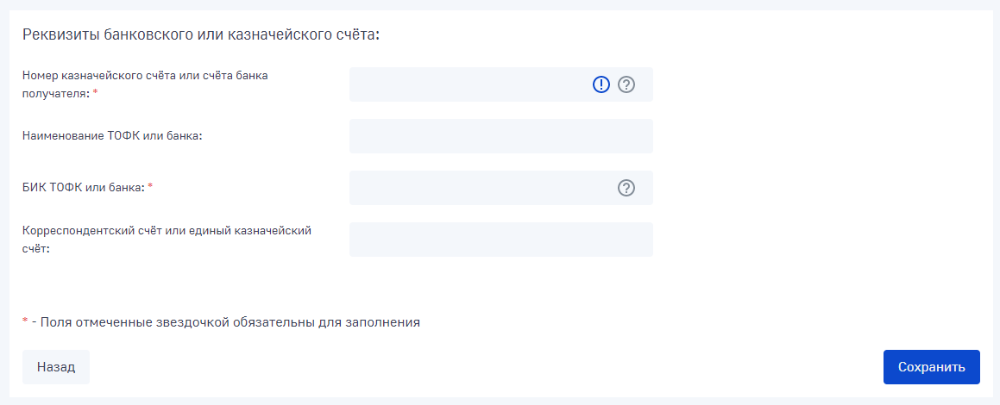 Реквизиты банковского или казначейского счёта:
Номер казначейского счёта или счёта банка
получателя: *
Наименование ТОФК или банка:
БИК ТОФК или банка: *
Корреспондентский счёт или единый казначейский
счёт:
* - Поля отмеченные звездочкой обязательны для заполнения
Назад
Сохранить